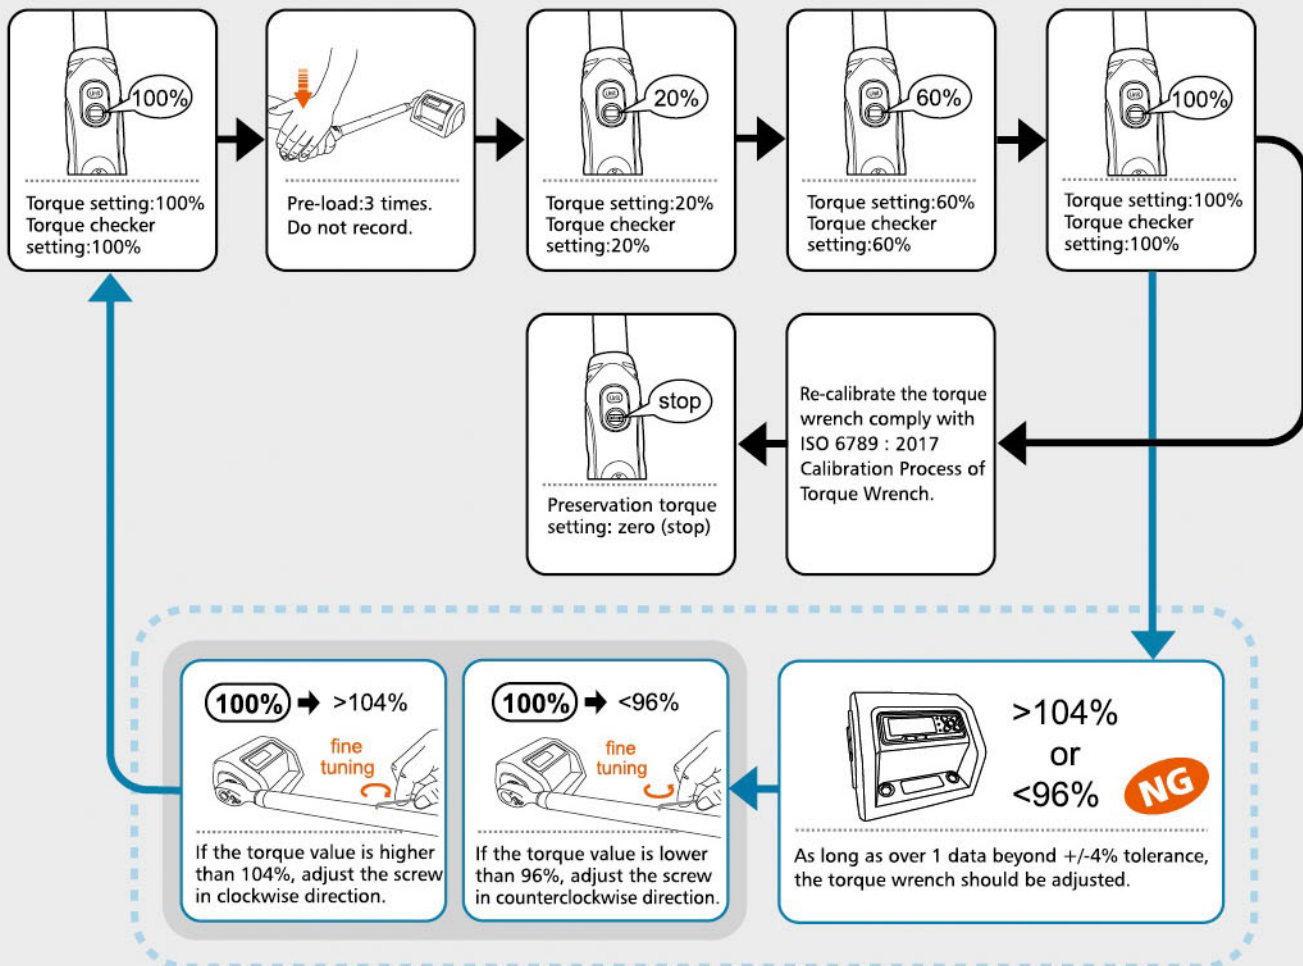 Unit
100%
Torque setting:100%
Torque checker
setting:100%
Pre-load:3 times.
Do not record.
Unit
20%
Torque setting:20%
Torque checker
setting:20%
Unit
60%
Torque setting:60%
Torque checker
setting:60%
Unit
100%
Torque setting:100%
Torque checker
setting:100%
Re-calibrate the torque
wrench comply with
ISO 6789 : 2017
Calibration Process of
Torque Wrench.
Unit
stop
Preservation torque
setting: zero (stop)
>104%
or
<96%
NG
As long as over 1 data beyond +/-4% tolerance,
the torque wrench should be adjusted.
100% ➡ <96%
fine
tuning
If the torque value is lower
than 96%, adjust the screw
in counterclockwise direction.
100% ➡ >104%
fine
tuning
If the torque value is higher
than 104%, adjust the screw
in clockwise direction.